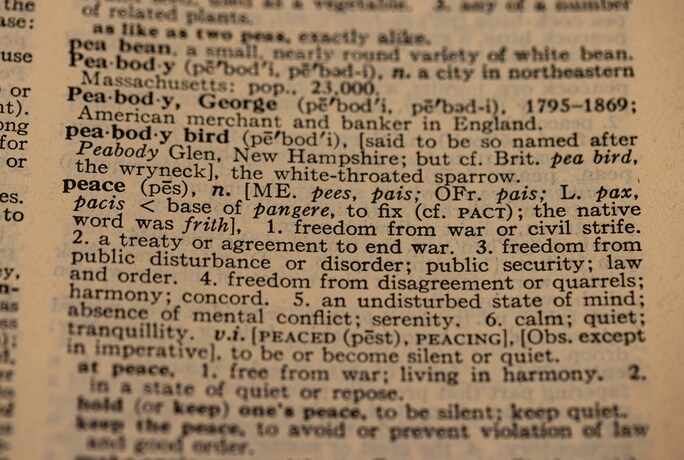 the
ase:
use
or
nt).
ong
for
or
es.
to
of related plants.
as like as two peas, exactly alike.
pea bean, a small, nearly round variety of white bean.
Pea·bod·y (pē′bod′i, pē′bəd-i), n. a city in northeastern
Massachusetts: pop., 23,000.
Pea·bod·y, George (pē′bod′i, pē′bəd-i), 1795–1869;
American merchant and banker in England.
pea·bod·y bird (pē′bod′i), [said to be so named after
Peabody Glen, New Hampshire; but cf. Brit. pea bird,
the wryneck], the white-throated sparrow.
peace (pēs), n. [ME. pees, pais; OFr. pais; L. pax,
pacis < base of pangere, to fix (cf. PACT); the native
word was frith], 1. freedom from war or civil strife.
2. a treaty or agreement to end war. 3. freedom from
public disturbance or disorder; public security; law
and order. 4. freedom from disagreement or quarrels;
harmony; concord. 5. an undisturbed state of mind;
absence of mental conflict; serenity. 6. calm; quiet;
tranquillity. v.i. [PEACED (pēst), PEACING], [Obs. except
in imperative], to be or become silent or quiet.
at peace, 1. free from war; living in harmony. 2.
in a state of quiet or repose.
hold (or keep) one's peace, to be silent; keep quiet.
keep the peace, to avoid or prevent violation of law
and good order.